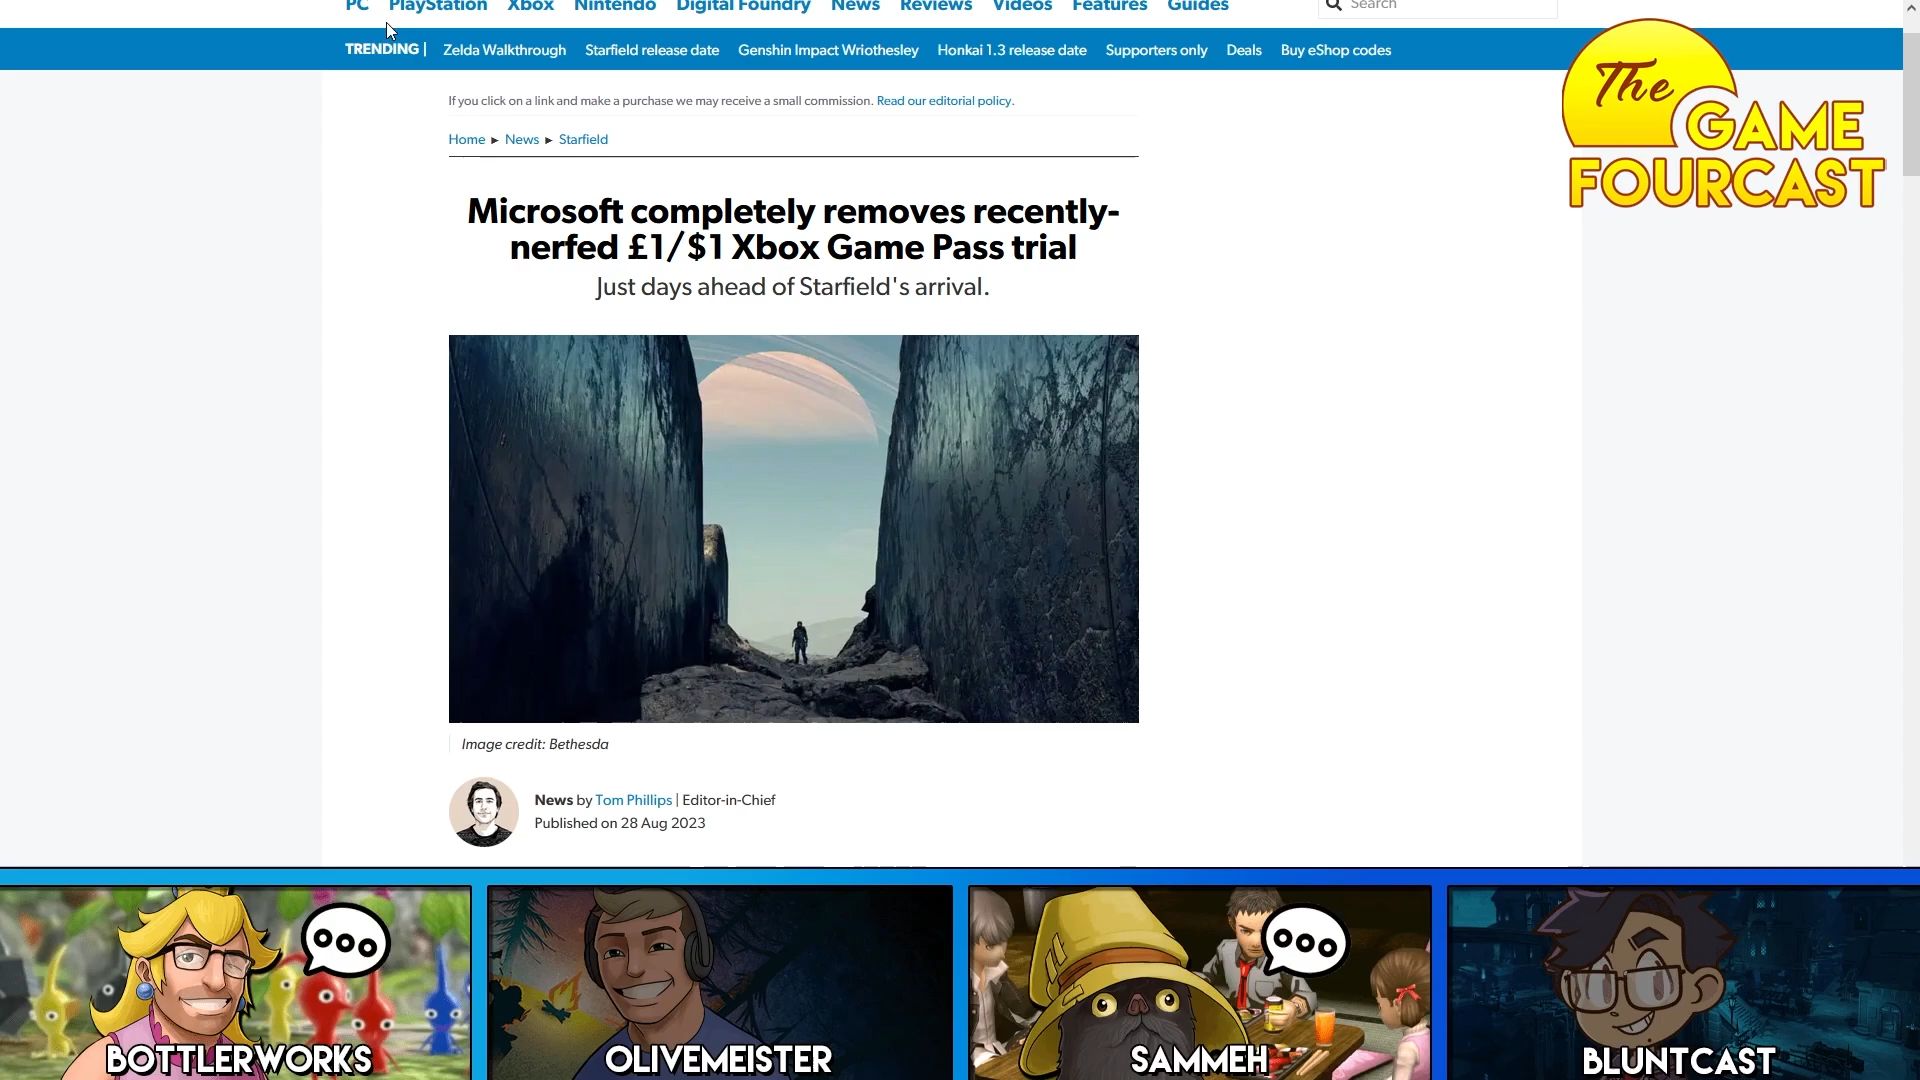 PC PlayStation Xbox Nintendo Digital Foundry News Reviews Videos Features Guides Search
TRENDING | Zelda Walkthrough Starfield release date Genshin Impact Wriothesley Honkai 1.3 release date Supporters only Deals Buy eShop codes
The
GAME
FOURCAST
If you click on a link and make a purchase we may receive a small commission. Read our editorial policy.
Home ► News ► Starfield
Microsoft completely removes recently-
nerfed £1/$1 Xbox Game Pass trial
Just days ahead of Starfield's arrival.
Image credit: Bethesda
News by Tom Phillips | Editor-in-Chief
Published on 28 Aug 2023
BOTTLERWORKS
OLIVEMEISTER
SAMMEH
BLUNTCAST